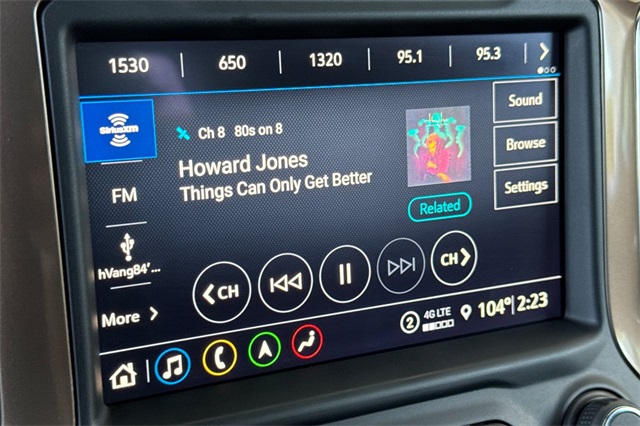 1530 650 1320 95.1 95.3
SiriusXM
Ch 8 80s on 8
Sound
Howard Jones
Browse
Things Can Only Get Better
FM
Settings
Related
hVang84'...
CH CH
More
2 4G LTE 104° 2:23